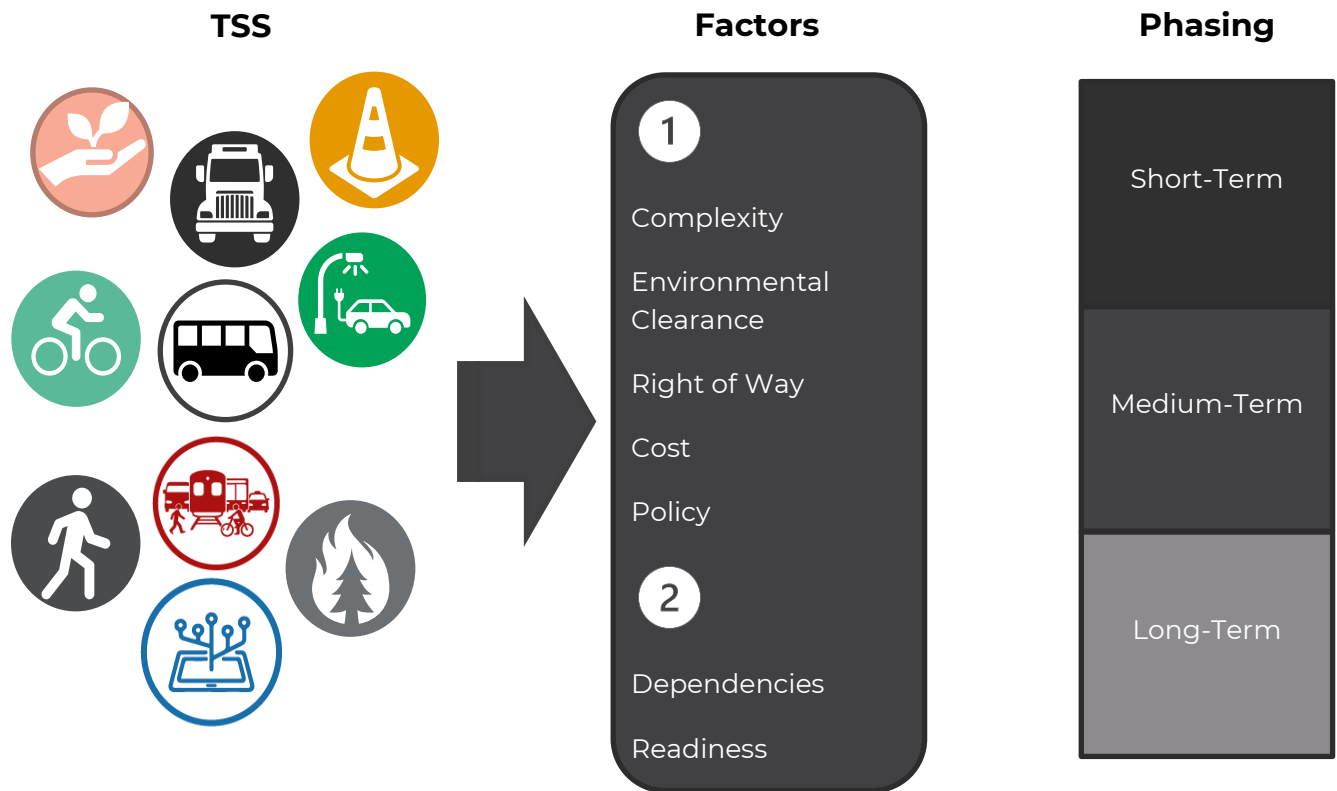 TSS
Factors
Phasing
1
Complexity
Environmental
Clearance
Right of Way
Cost
Policy
2
Dependencies
Readiness
Short-Term
Medium-Term
Long-Term